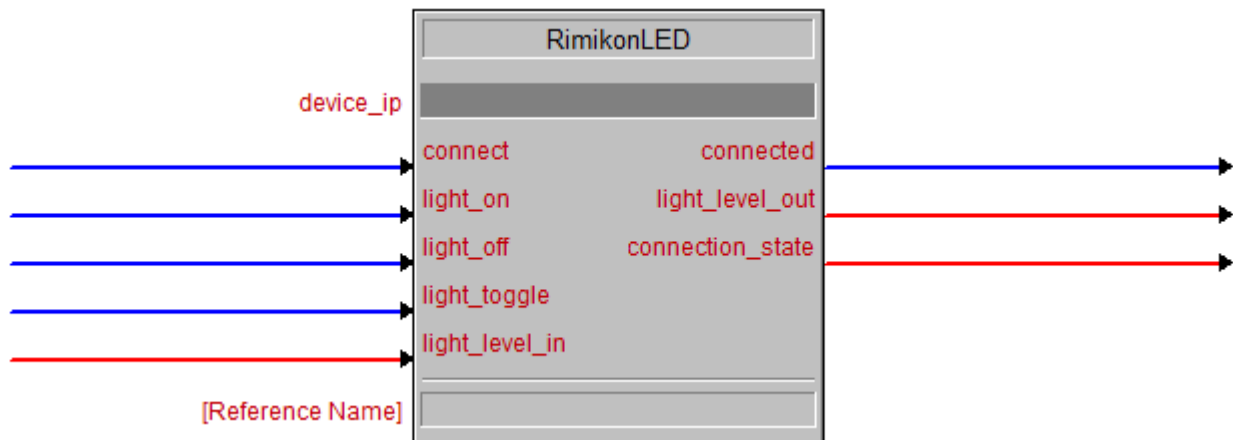 RimikonLED
device_ip
connect connected
light_on light_level_out
light_off connection_state
light_toggle
light_level_in
[Reference Name]